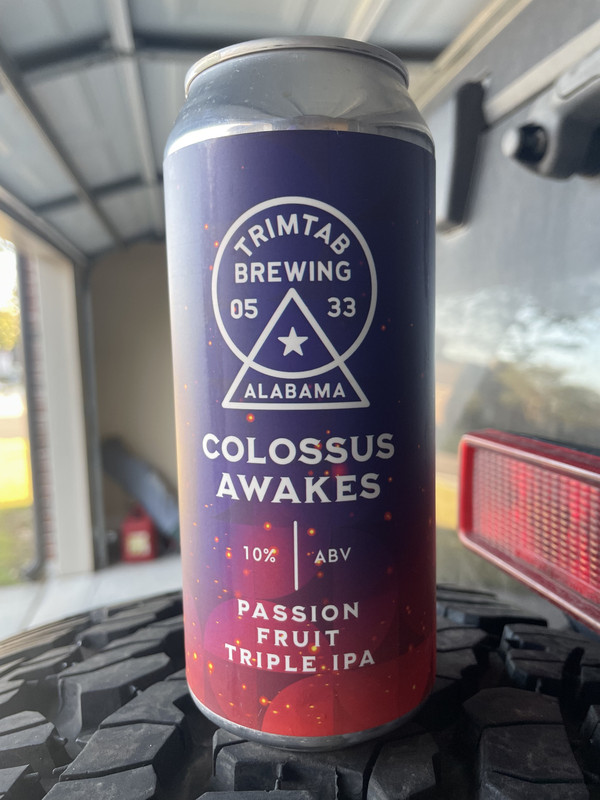 TRIMTAB
BREWING
05 33
ALABAMA
COLOSSUS
AWAKES
10% ABV
PASSION
FRUIT
TRIPLE IPA